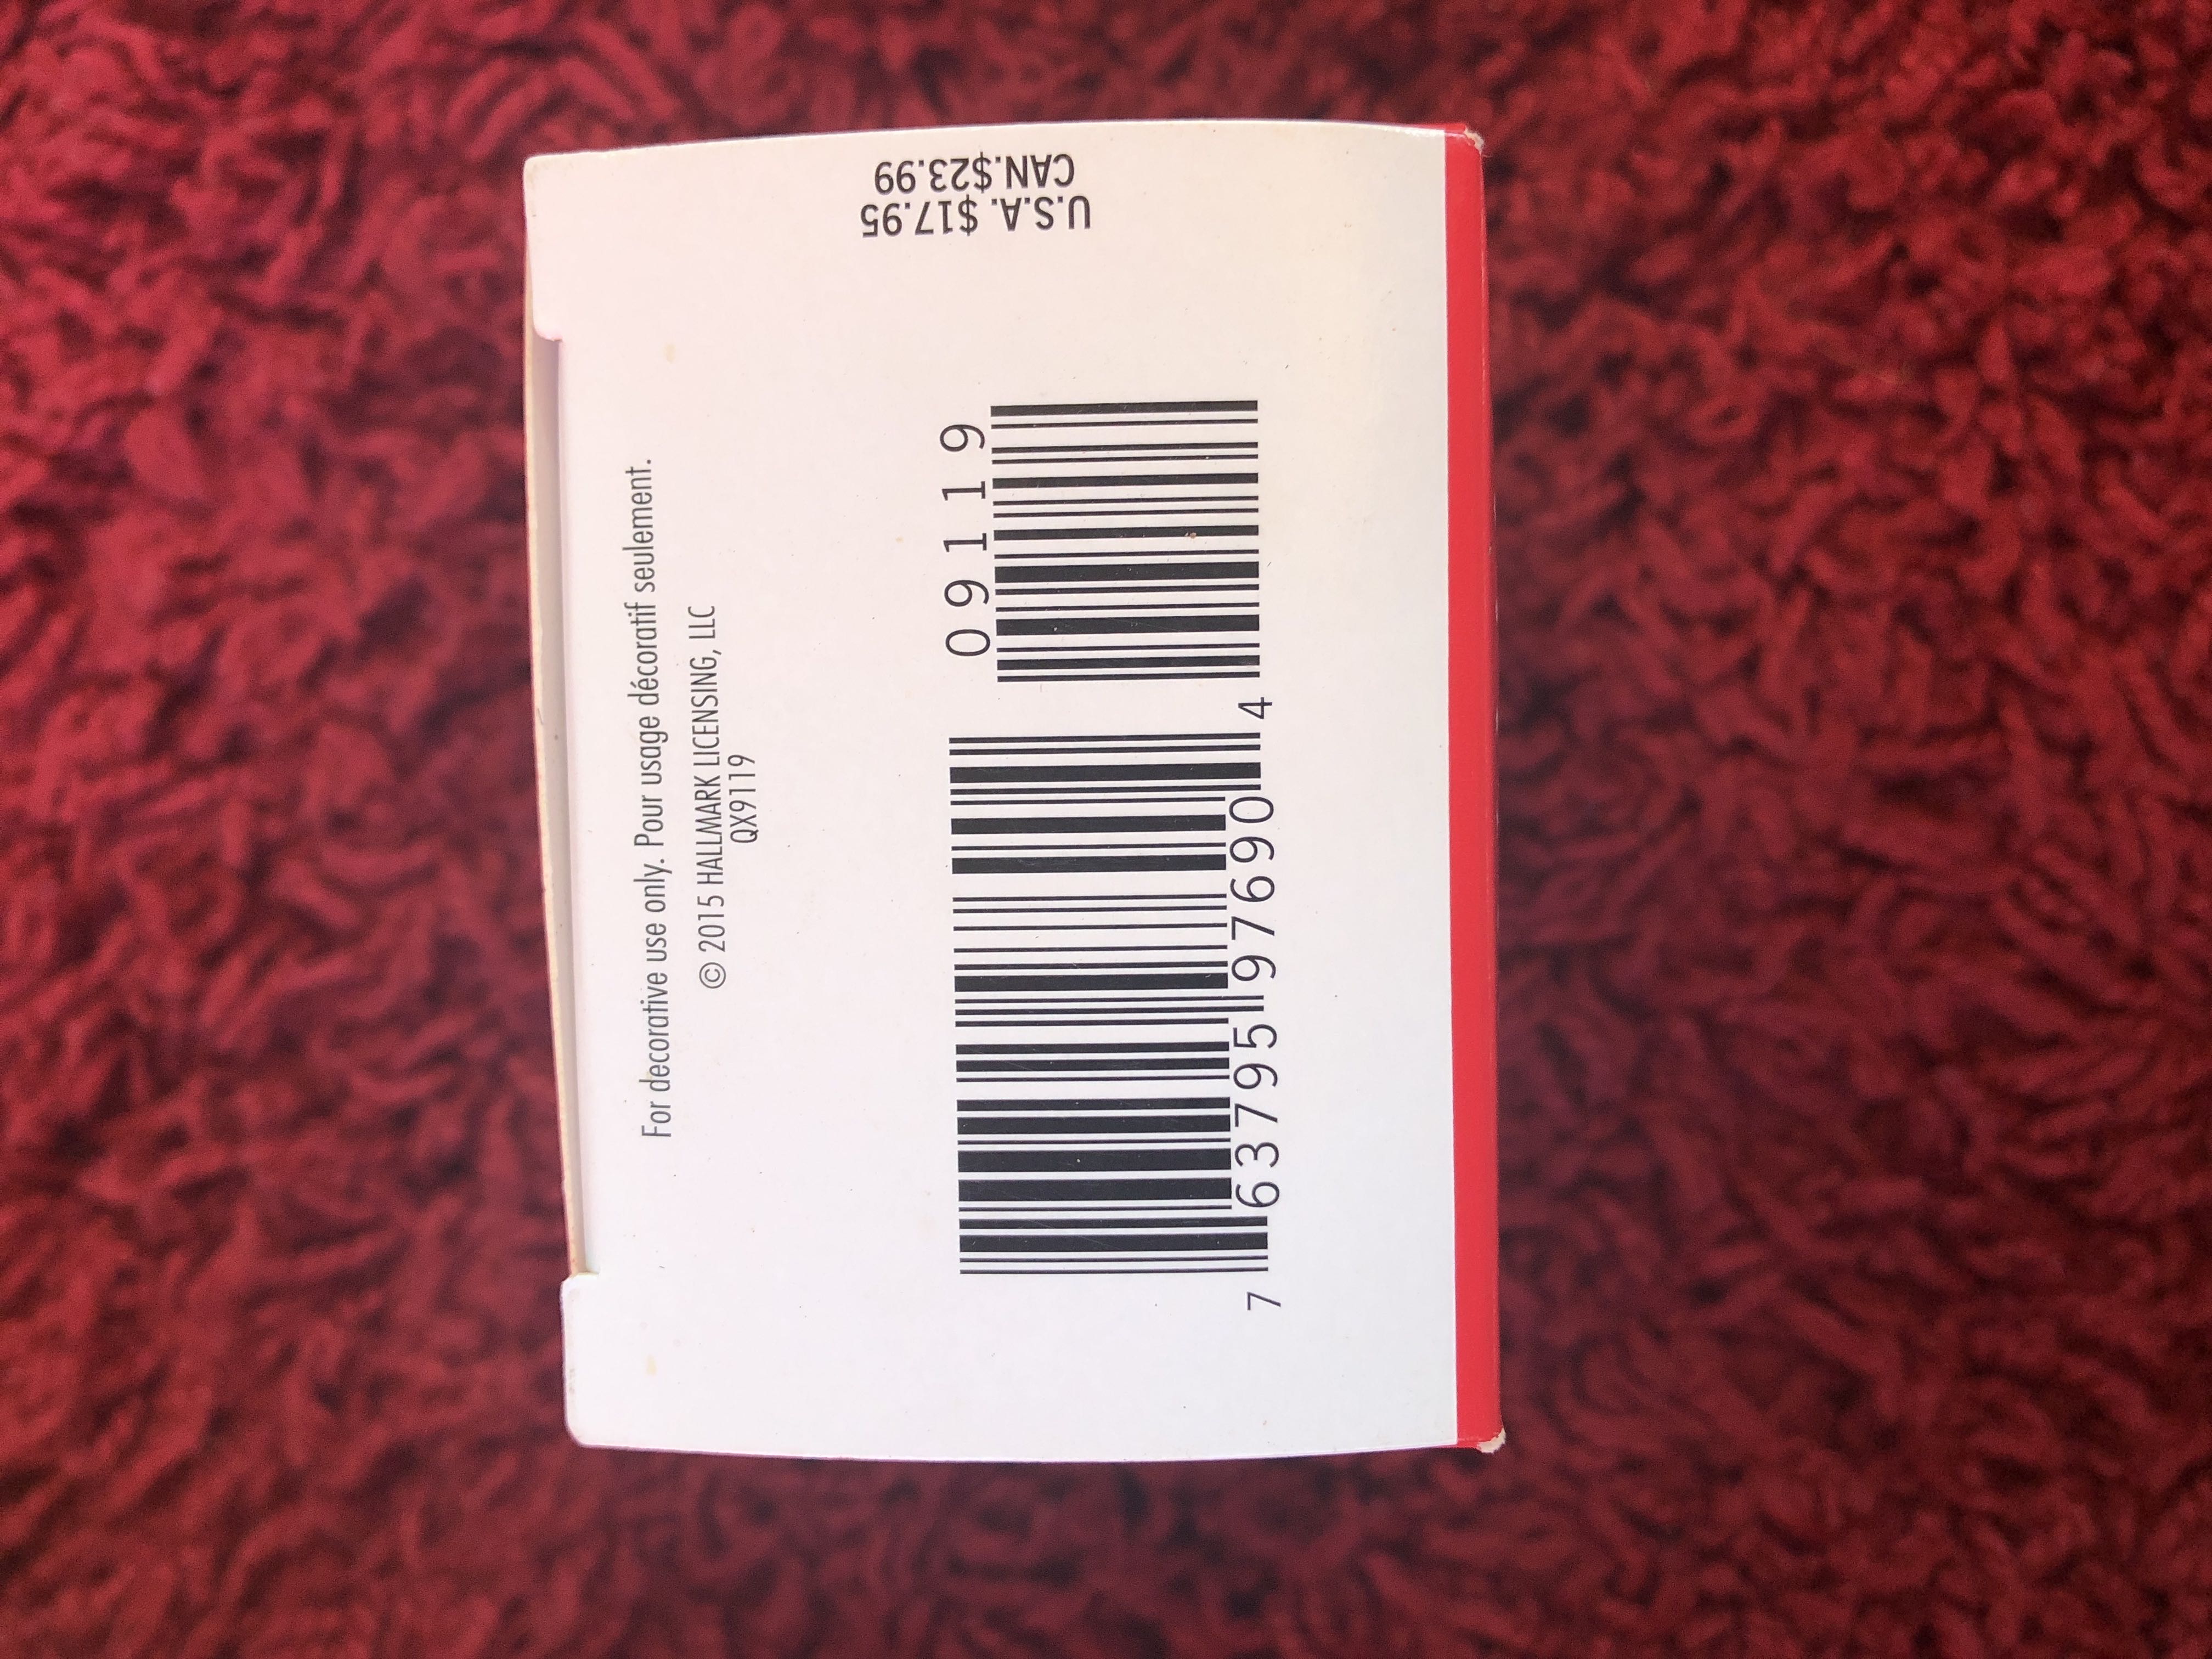 For decorative use only. Pour usage décoratif seulement.
© 2015 HALLMARK LICENSING, LLC
QX9119
09119
7 63795 97690 4
U.S.A. $17.95
CAN.$23.99